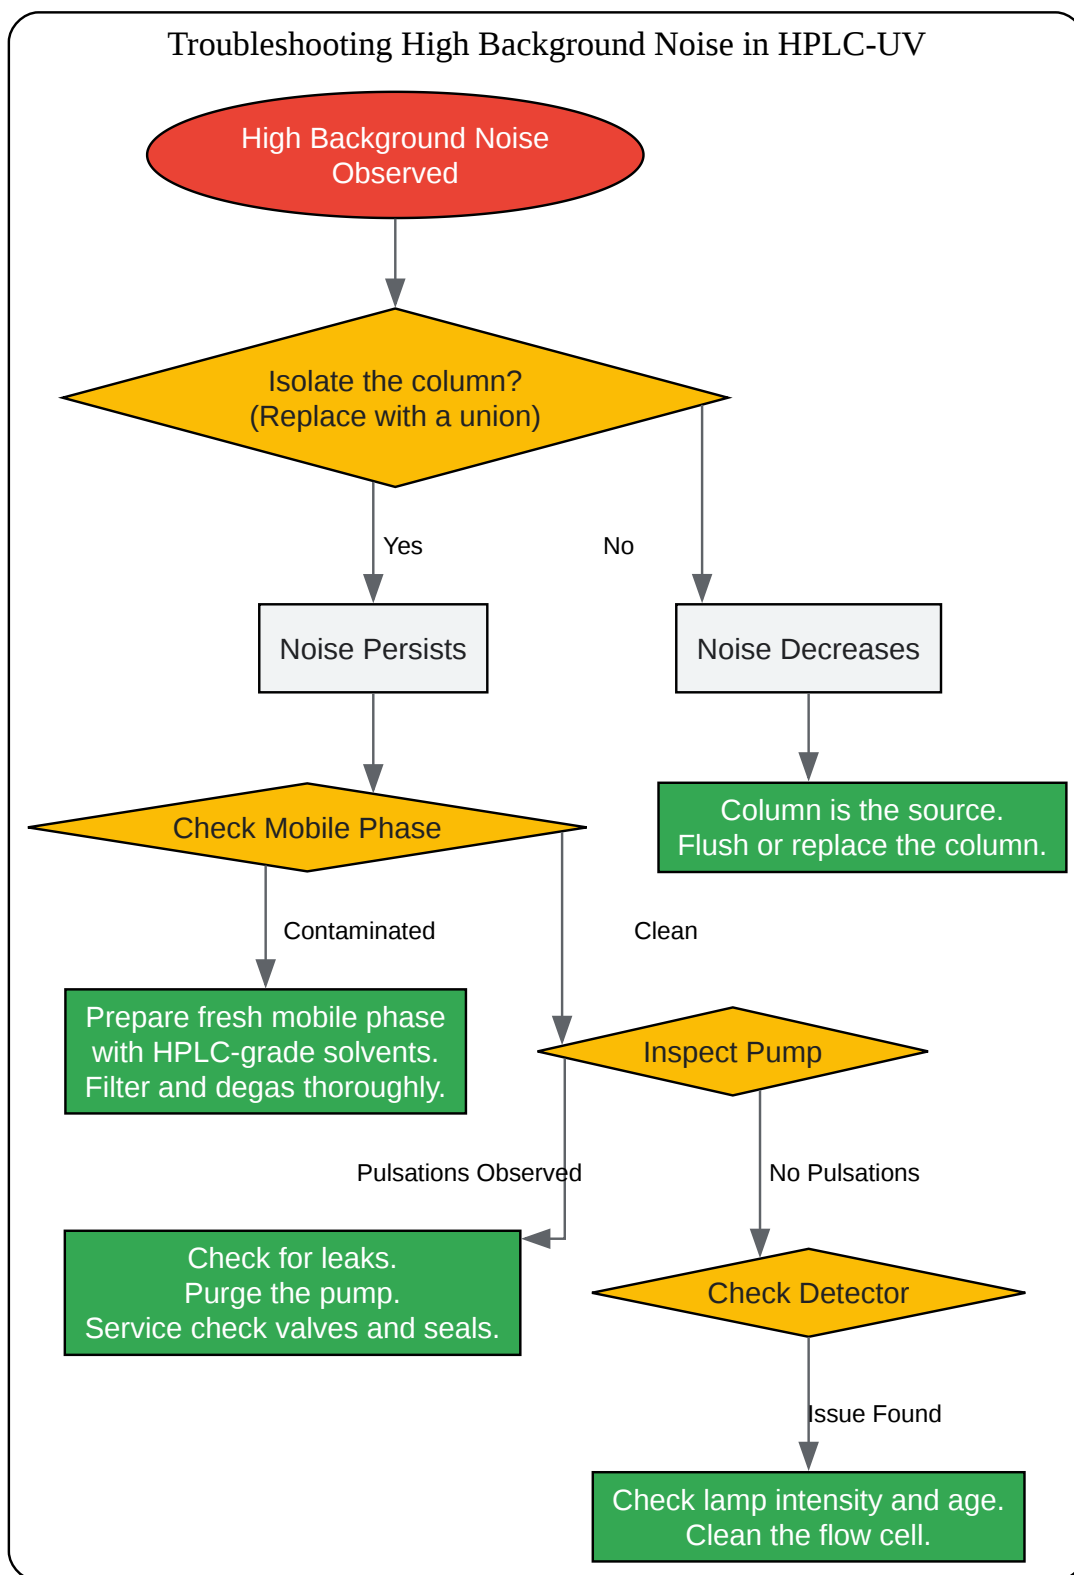 Troubleshooting High Background Noise in HPLC-UV
High Background Noise
Observed
Isolate the column?
(Replace with a union)
Yes
No
Noise Persists
Noise Decreases
Check Mobile Phase
Column is the source.
Flush or replace the column.
Contaminated
Clean
Prepare fresh mobile phase
with HPLC-grade solvents.
Filter and degas thoroughly.
Inspect Pump
Pulsations Observed
No Pulsations
Check for leaks.
Purge the pump.
Service check valves and seals.
Check Detector
Issue Found
Check lamp intensity and age.
Clean the flow cell.